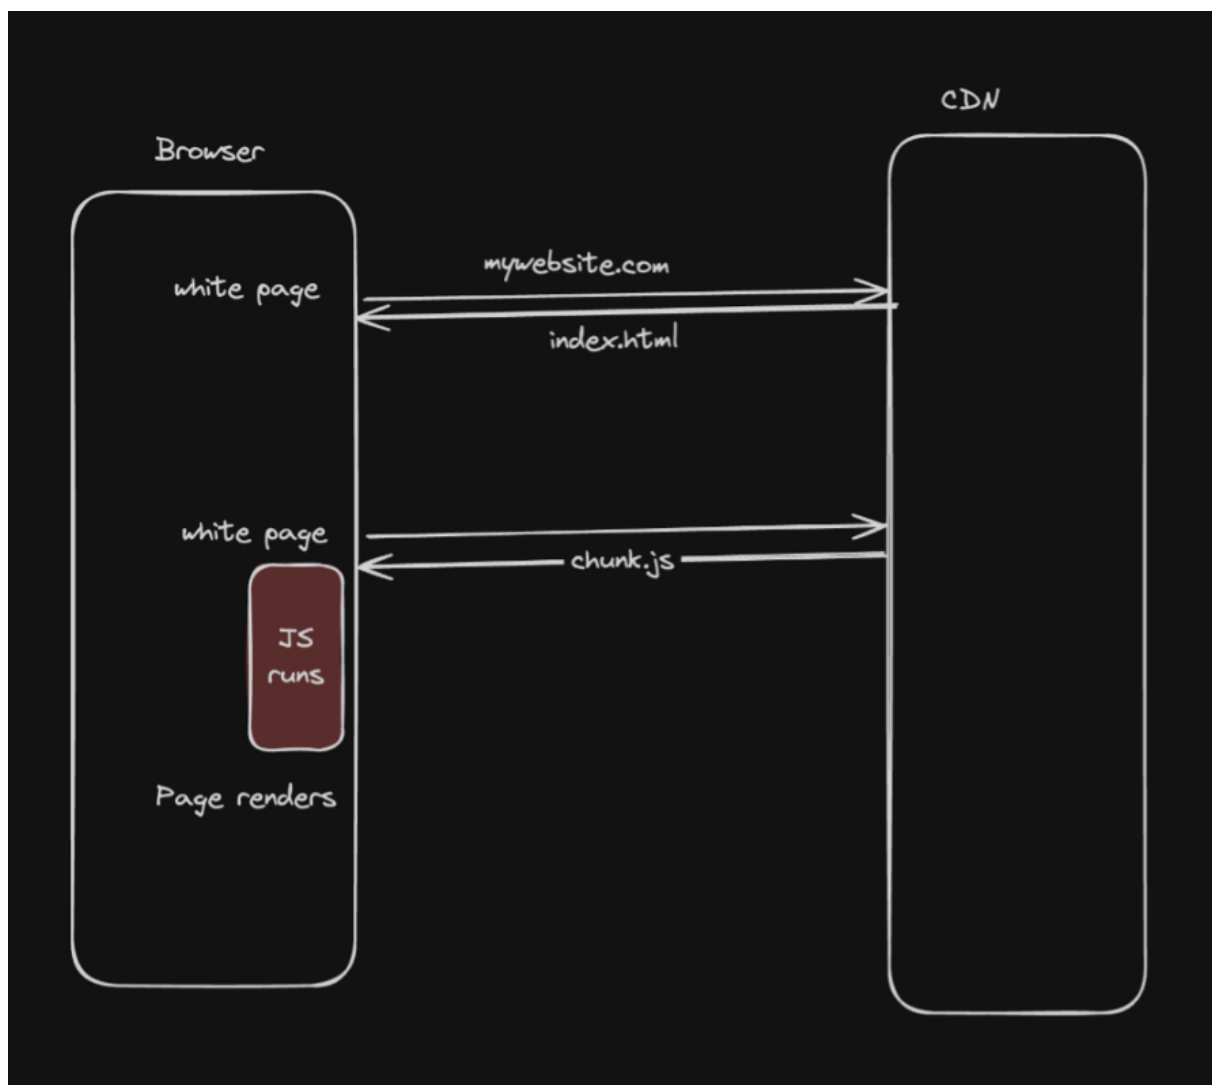 CDN
Browser
mywebsite.com
white page
index.html
white page
chunk.js
JS
runs
Page renders